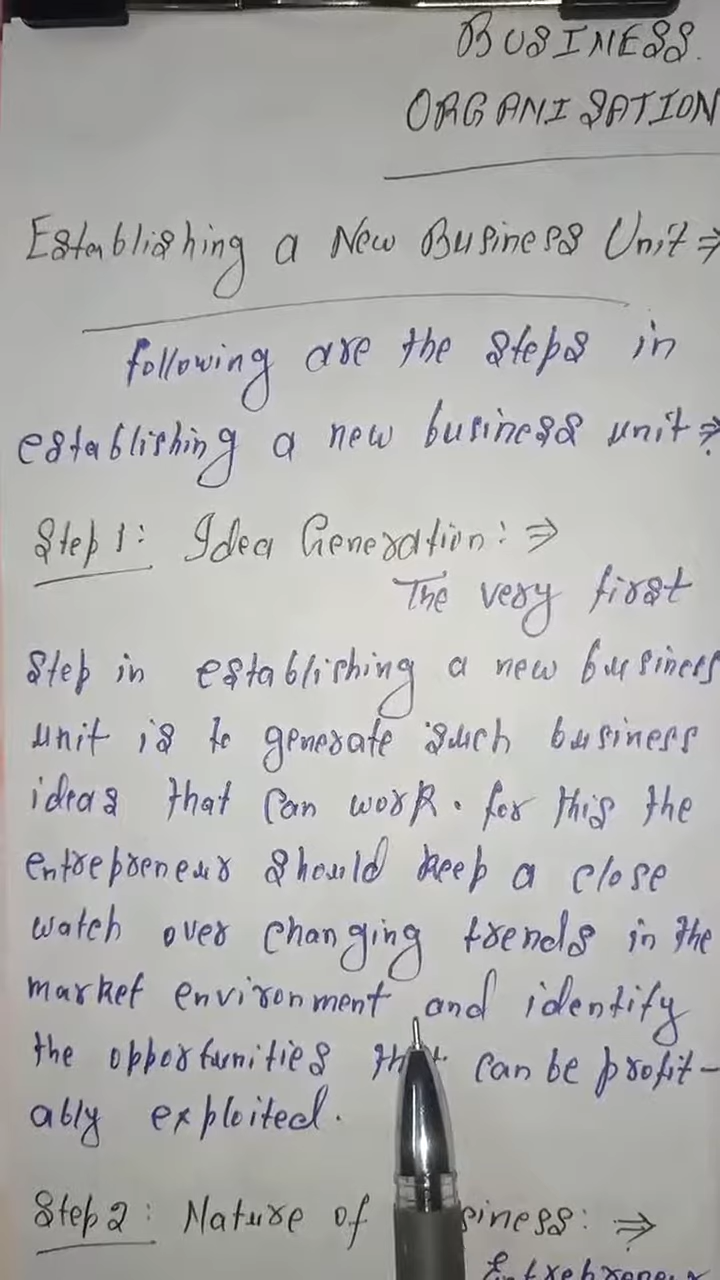 BUSINESS.
ORGANISATION
Establishing a New Business Unit⇒
following are the steps in
establishing a new business unit⇒
Step 1: Idea Generation:⇒
The very first
Step in establishing a new business
unit is to generate such business
ideas that can work. for this the
entrepreneur should keep a close
watch over changing trends in the
market environment and identify
the opportunities that can be profit-
ably exploited.
Step 2: Nature of siness:⇒
Entrepreneur